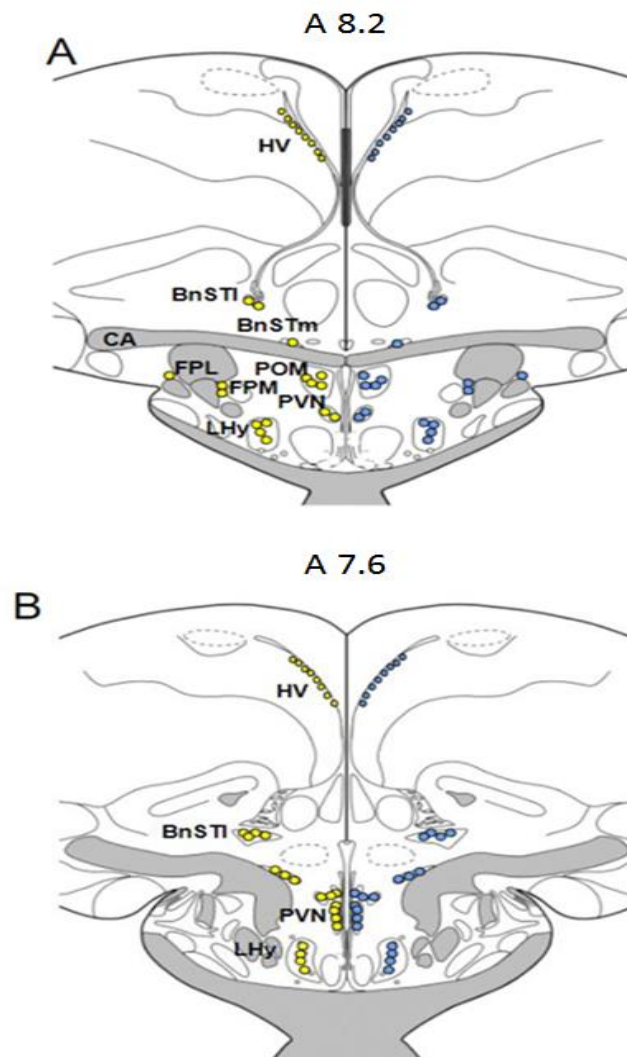 A 8.2
A
HV
BnSTl
BnSTm
CA
FPL
POM
FPM
PVN
LHy
A 7.6
B
HV
BnSTl
PVN
LHy